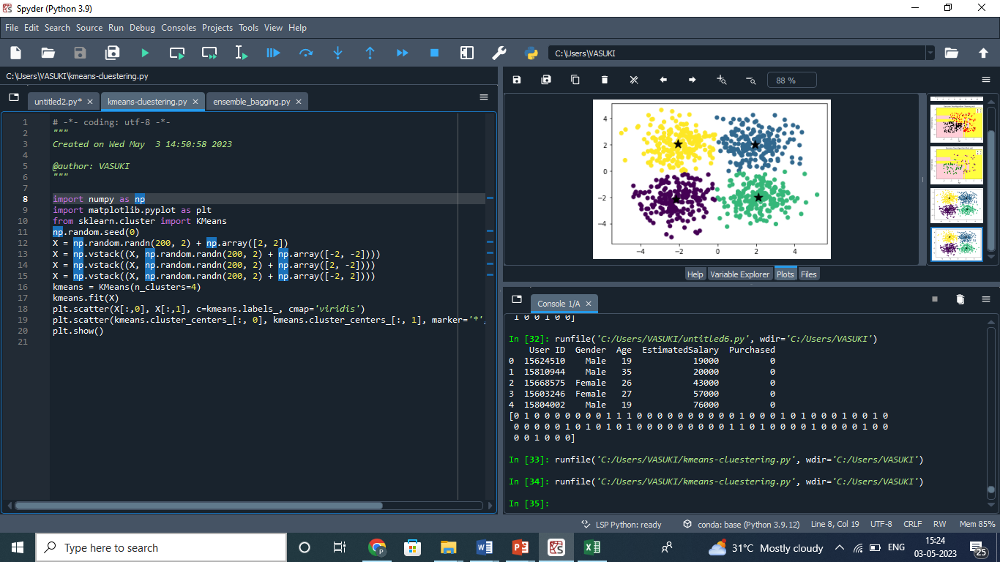 Spyder (Python 3.9)
File Edit Search Source Run Debug Consoles Projects Tools View Help
C:\Users\VASUKI
C:\Users\VASUKI\kmeans-cluestering.py
untitled2.py*
kmeans-cluestering.py
ensemble_bagging.py
1 # -*- coding: utf-8 -*-
2 """
3 Created on Wed May  3 14:50:58 2023
4
5 @author: VASUKI
6 """
7
8 import numpy as np
9 import matplotlib.pyplot as plt
10 from sklearn.cluster import KMeans
11 np.random.seed(0)
12 X = np.random.randn(200, 2) + np.array([2, 2])
13 X = np.vstack((X, np.random.randn(200, 2) + np.array([-2, -2])))
14 X = np.vstack((X, np.random.randn(200, 2) + np.array([2, -2])))
15 X = np.vstack((X, np.random.randn(200, 2) + np.array([-2, 2])))
16 kmeans = KMeans(n_clusters=4)
17 kmeans.fit(X)
18 plt.scatter(X[:,0], X[:,1], c=kmeans.labels_, cmap='viridis')
19 plt.scatter(kmeans.cluster_centers_[:, 0], kmeans.cluster_centers_[:, 1], marker='*',
20 plt.show()
21
88 %
4
2
0
−2
−4
−4 −2 0 2 4
Help Variable Explorer Plots Files
Console 1/A
1 0 0 1 0 0]
In [32]: runfile('C:/Users/VASUKI/untitled6.py', wdir='C:/Users/VASUKI')
User ID Gender Age EstimatedSalary Purchased
0 15624510 Male 19 19000 0
1 15810944 Male 35 20000 0
2 15668575 Female 26 43000 0
3 15603246 Female 27 57000 0
4 15804002 Male 19 76000 0
[0 1 0 0 0 0 0 0 0 1 1 1 0 0 0 0 0 0 0 0 0 0 1 0 0 0 1 0 1 0 0 0 1 0 0 1 0
0 0 0 0 0 1 0 1 0 1 0 1 0 0 0 0 0 0 0 0 0 1 1 0 1 0 0 0 0 1 0 0 0 0 1 0 0
0 0 1 0 0 0]
In [33]: runfile('C:/Users/VASUKI/kmeans-cluestering.py', wdir='C:/Users/VASUKI')
In [34]: runfile('C:/Users/VASUKI/kmeans-cluestering.py', wdir='C:/Users/VASUKI')
In [35]:
LSP Python: ready conda: base (Python 3.9.12) Line 8, Col 19 UTF-8 CRLF RW Mem 85%
Type here to search
31°C Mostly cloudy
ENG
15:24
03-05-2023
25